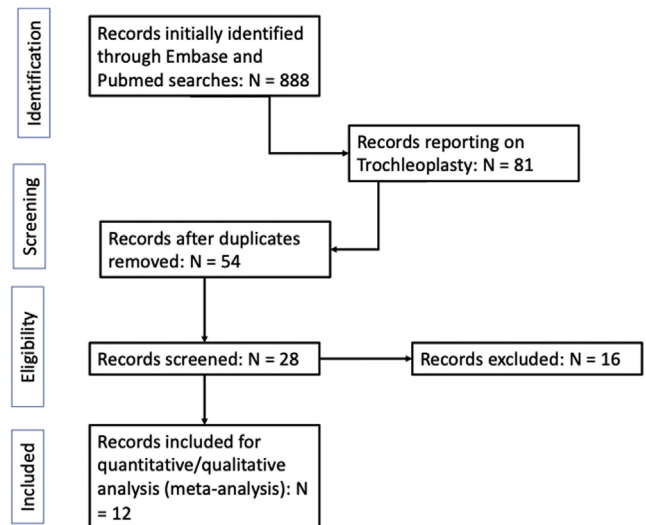 Identification
Records initially identified
through Embase and
Pubmed searches: N = 888
Records reporting on
Trochleoplasty: N = 81
Screening
Records after duplicates
removed: N = 54
Eligibility
Records screened: N = 28
Records excluded: N = 16
Included
Records included for
quantitative/qualitative
analysis (meta-analysis): N
= 12